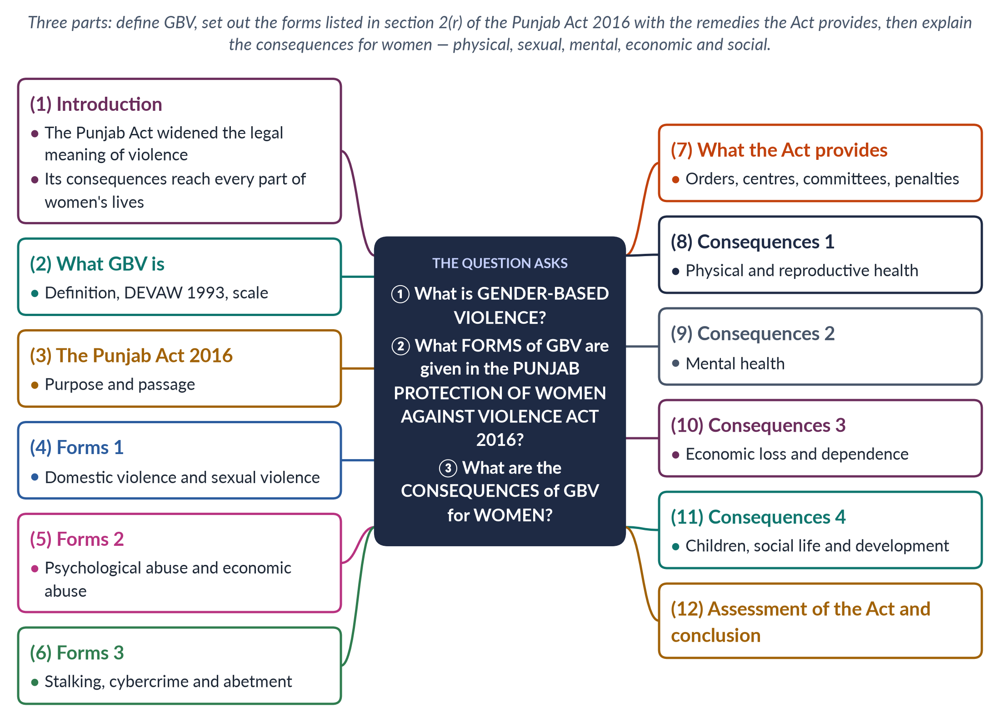 Three parts: define GBV, set out the forms listed in section 2(r) of the Punjab Act 2016 with the remedies the Act provides, then explain
the consequences for women — physical, sexual, mental, economic and social.
(1) Introduction
• The Punjab Act widened the legal
meaning of violence
• Its consequences reach every part of
women's lives
(2) What GBV is
• Definition, DEVAW 1993, scale
(3) The Punjab Act 2016
• Purpose and passage
(4) Forms 1
• Domestic violence and sexual violence
(5) Forms 2
• Psychological abuse and economic
abuse
(6) Forms 3
• Stalking, cybercrime and abetment
THE QUESTION ASKS
① What is GENDER-BASED
VIOLENCE?
② What FORMS of GBV are
given in the PUNJAB
PROTECTION OF WOMEN
AGAINST VIOLENCE ACT
2016?
③ What are the
CONSEQUENCES of GBV
for WOMEN?
(7) What the Act provides
• Orders, centres, committees, penalties
(8) Consequences 1
• Physical and reproductive health
(9) Consequences 2
• Mental health
(10) Consequences 3
• Economic loss and dependence
(11) Consequences 4
• Children, social life and development
(12) Assessment of the Act and
conclusion